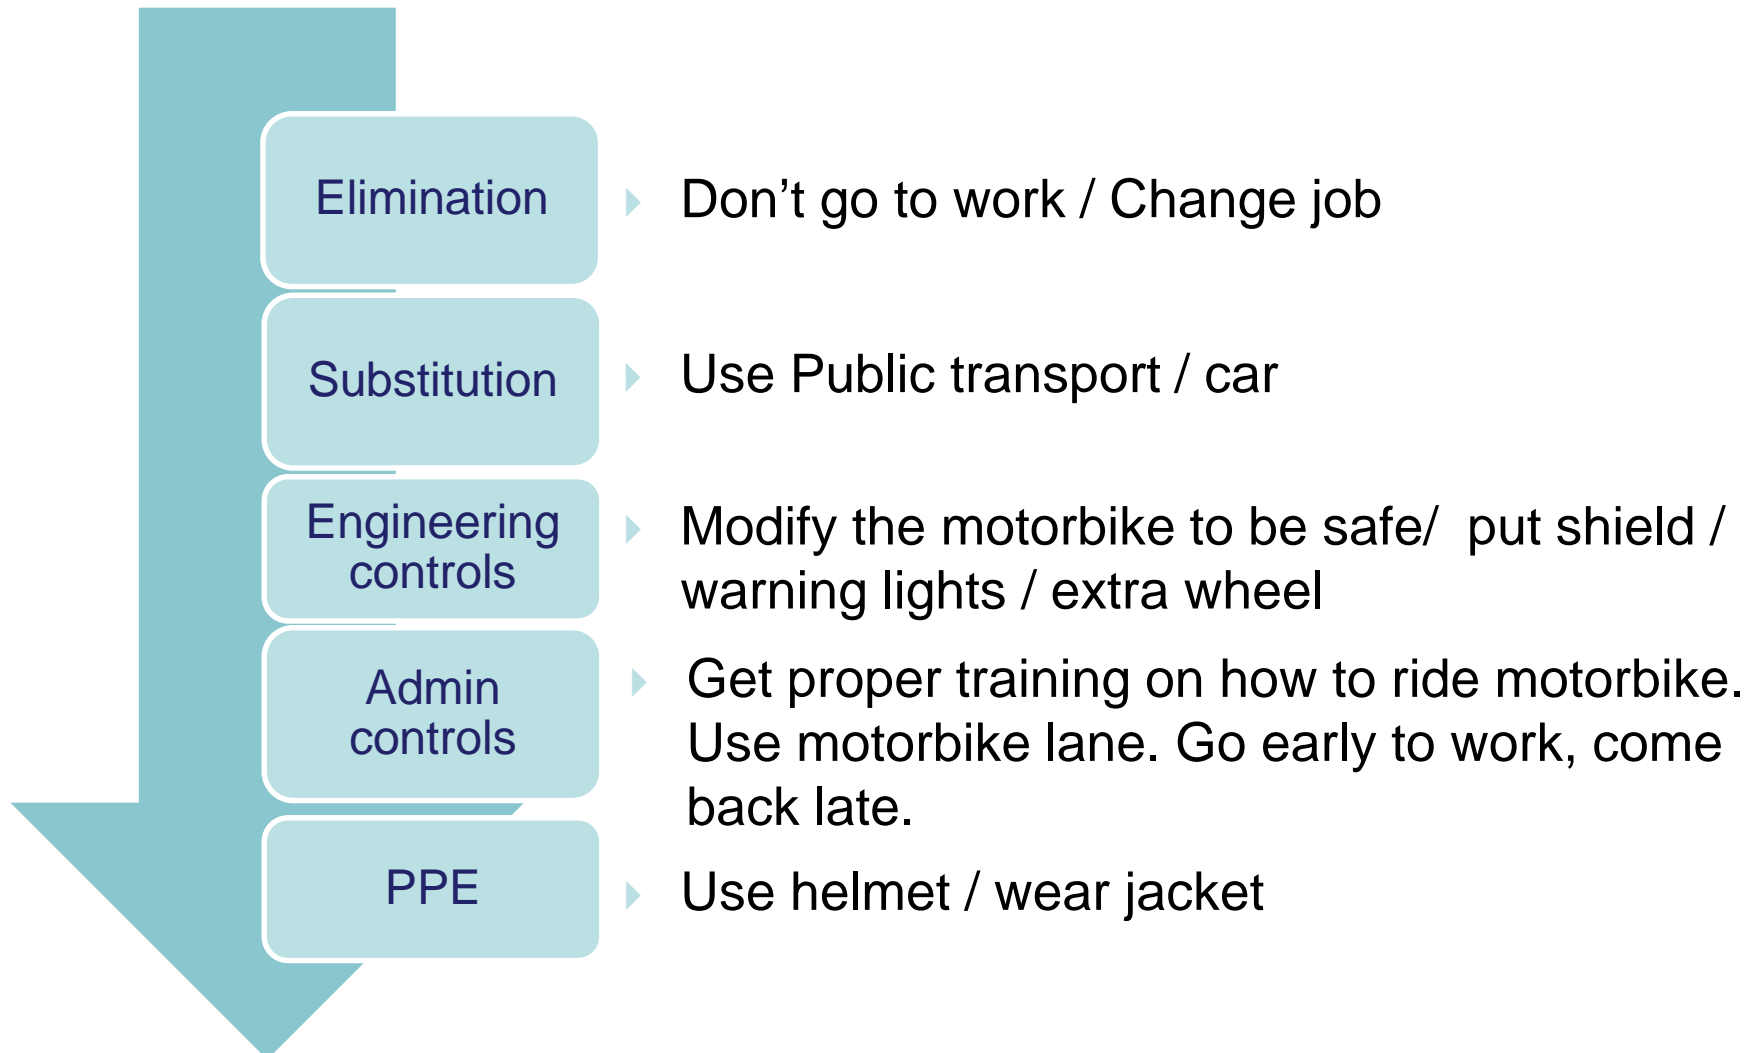 Elimination
Don’t go to work / Change job
Substitution
Use Public transport / car
Engineering
controls
Modify the motorbike to be safe/  put shield /
warning lights / extra wheel
Admin
controls
Get proper training on how to ride motorbike.
Use motorbike lane. Go early to work, come
back late.
PPE
Use helmet / wear jacket